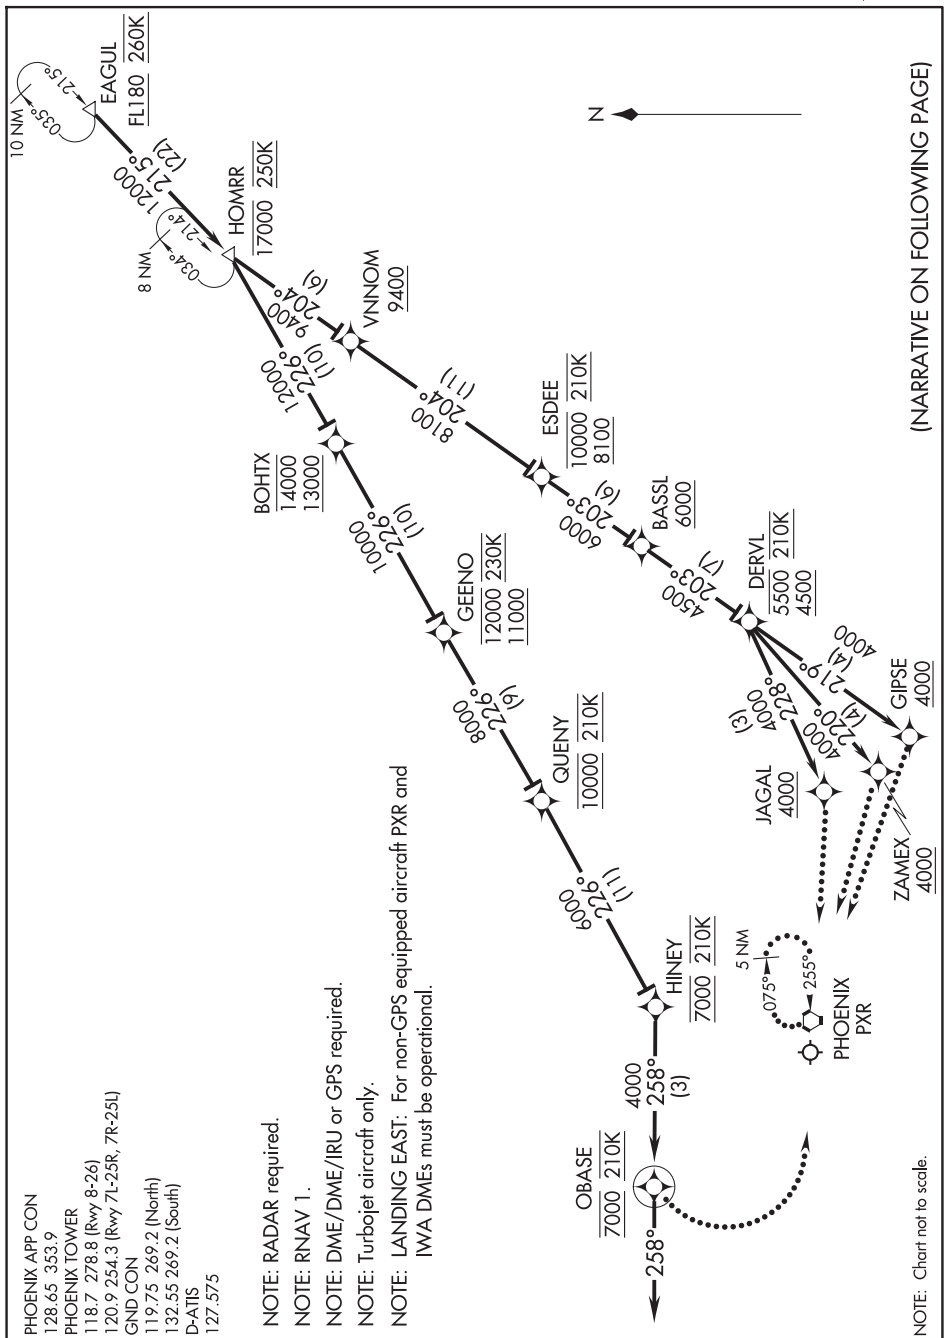 PHOENIX APP CON
128.65 353.9
PHOENIX TOWER
118.7 278.8 (Rwy 8-26)
120.9 254.3 (Rwy 7L-25R, 7R-25L)
GND CON
119.75 269.2 (North)
132.55 269.2 (South)
D-ATIS
127.575
NOTE: RADAR required.
NOTE: RNAV 1.
NOTE: DME/DME/IRU or GPS required.
NOTE: Turbojet aircraft only.
NOTE: LANDING EAST: For non-GPS equipped aircraft PXR and
IWA DMEs must be operational.
10 NM
035°
215°
EAGUL
FL180 260K
12000
215°
(22)
8 NM
034°
214°
HOMRR
17000 250K
12000
226°
(10)
BOHTX
14000
13000
10000
226°
(10)
GEENO
12000 230K
11000
8000
226°
(9)
QUENY
10000 210K
6000
226°
(11)
HINEY
7000 210K
4000
258°
(3)
OBASE
7000 210K
258°
9400
204°
(6)
VNNOM
9400
8100
204°
(11)
ESDEE
10000 210K
8100
6000
203°
(6)
BASSL
6000
4500
203°
(7)
DERVL
5500 210K
4500
(3)
4000
228°
JAGAL
4000
4000
220°
(4)
ZAMEX
4000
4000
(4)
219°
GIPSE
4000
5 NM
075°
255°
PHOENIX
PXR
N
NOTE: Chart not to scale.
(NARRATIVE ON FOLLOWING PAGE)